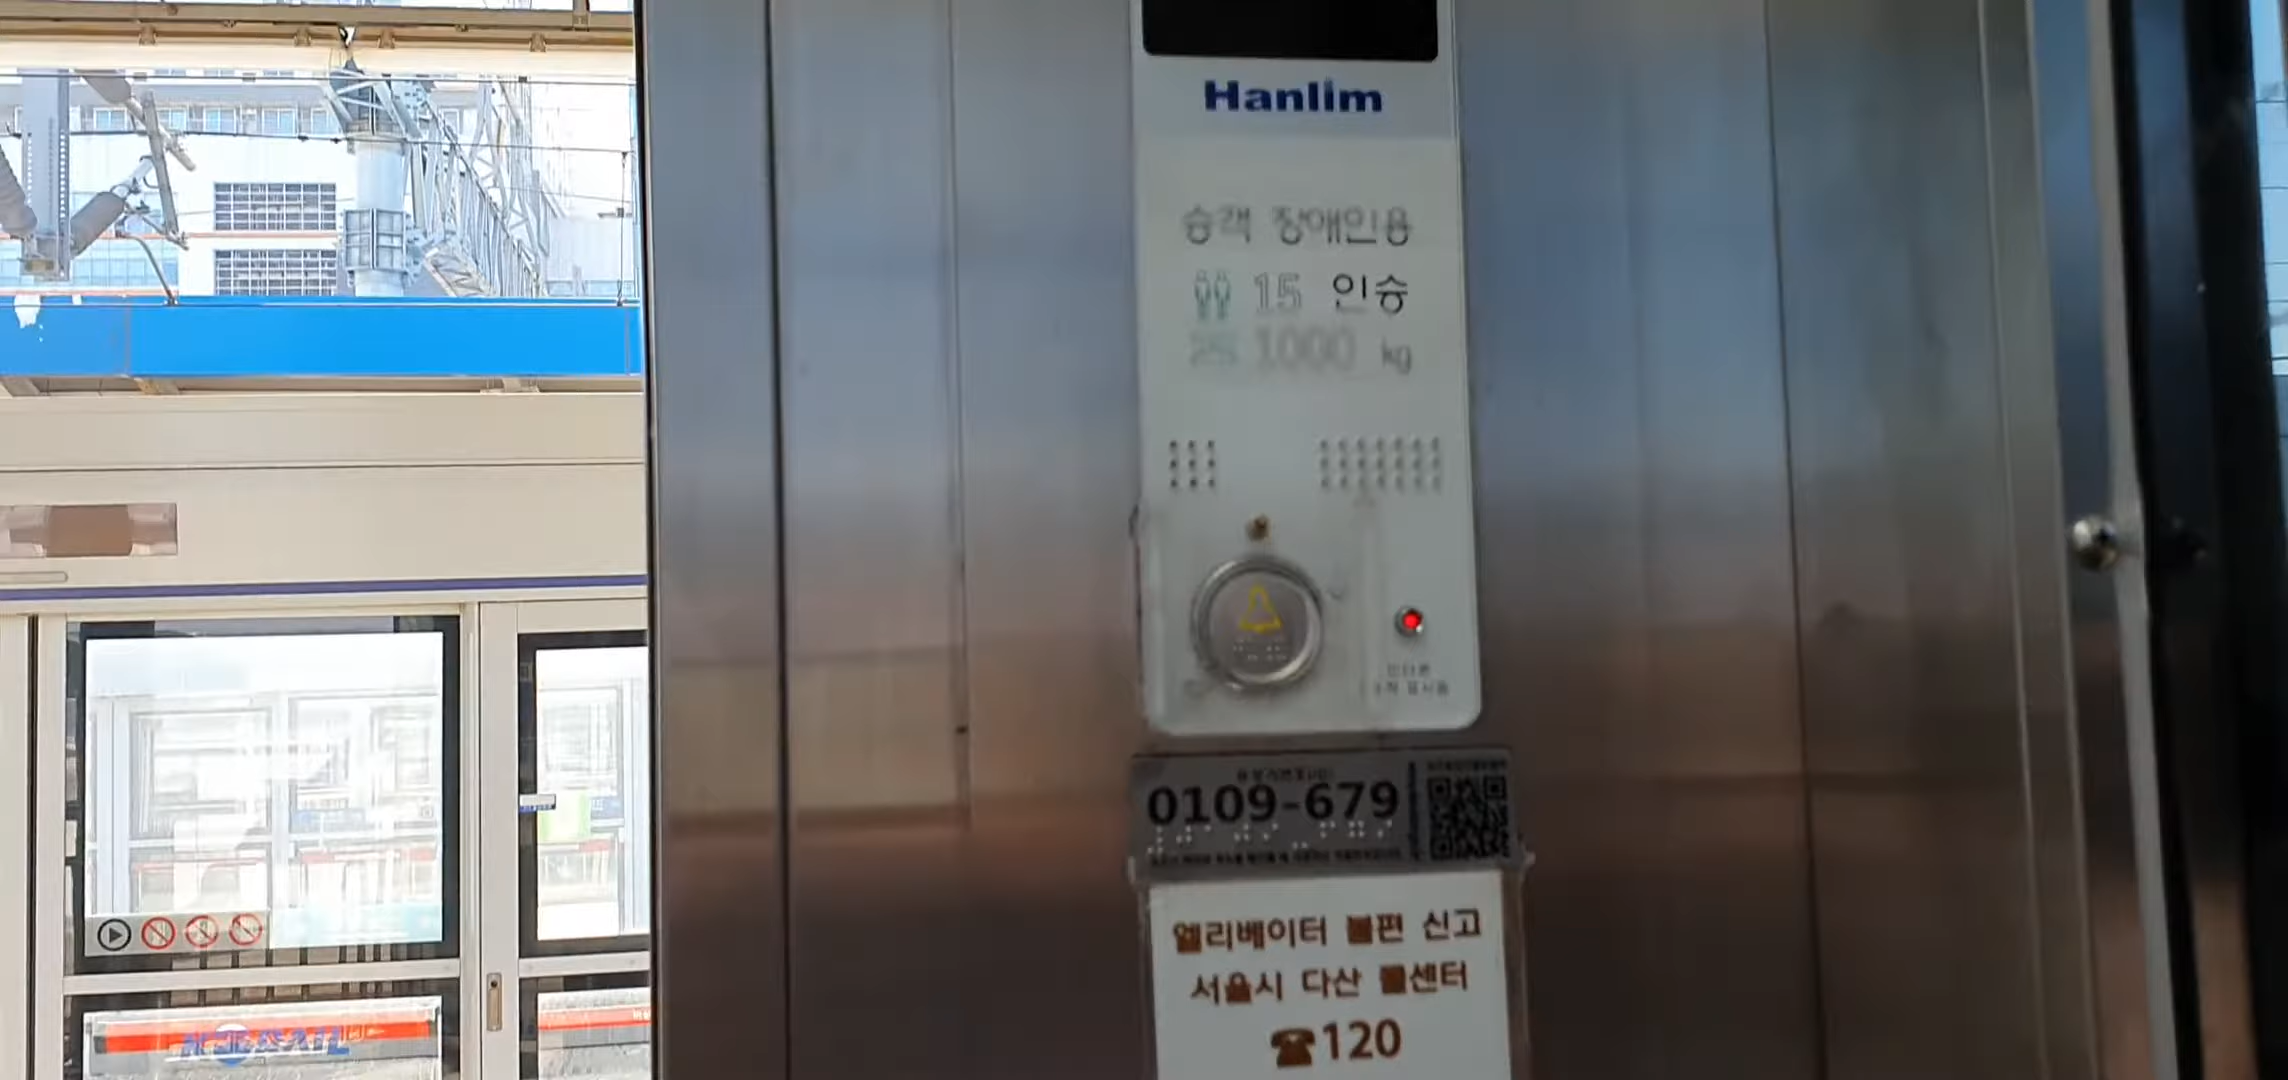 Hanlim
승객 장애인용
15 인승
1000 kg
0109-679
엘리베이터 불편 신고
서울시 다산 콜센터
☎120